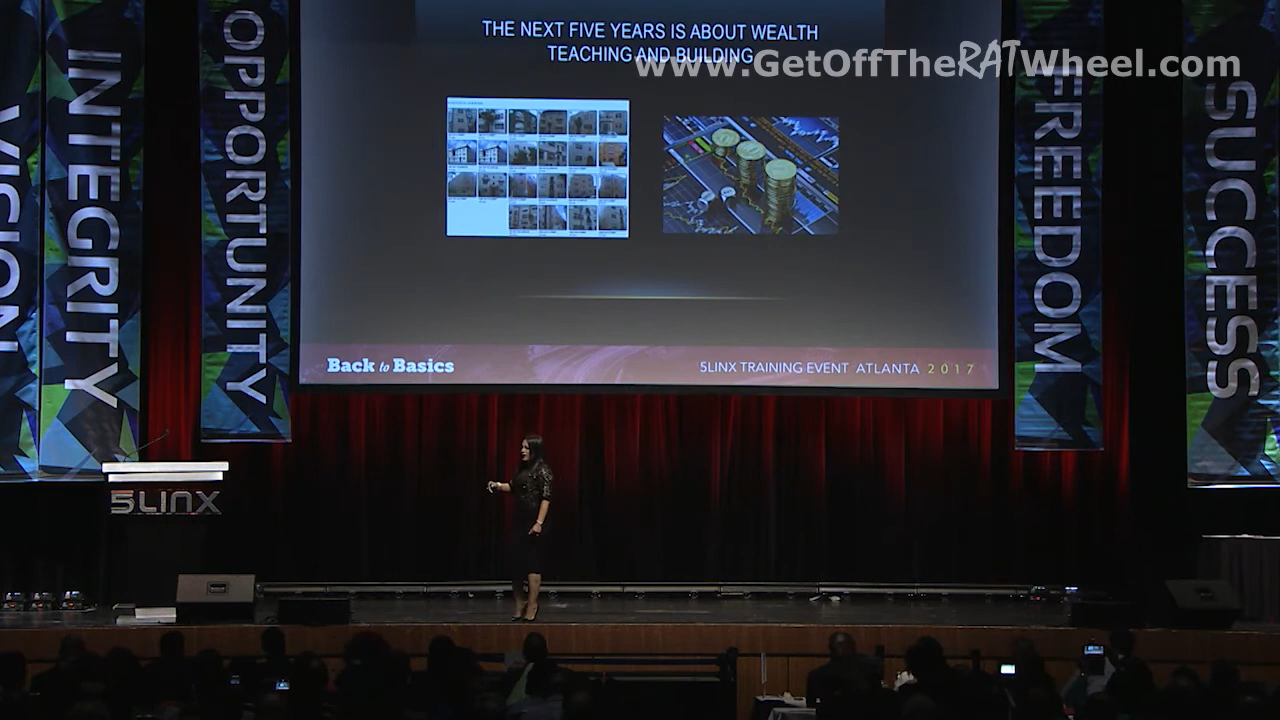 THE NEXT FIVE YEARS IS ABOUT WEALTH
TEACHING AND BUILDING
www.GetOffTheRATWheel.com
VISION
INTEGRITY
OPPORTUNITY
FREEDOM
SUCCESS
Back to Basics
5LINX TRAINING EVENT ATLANTA 2017
5LINX